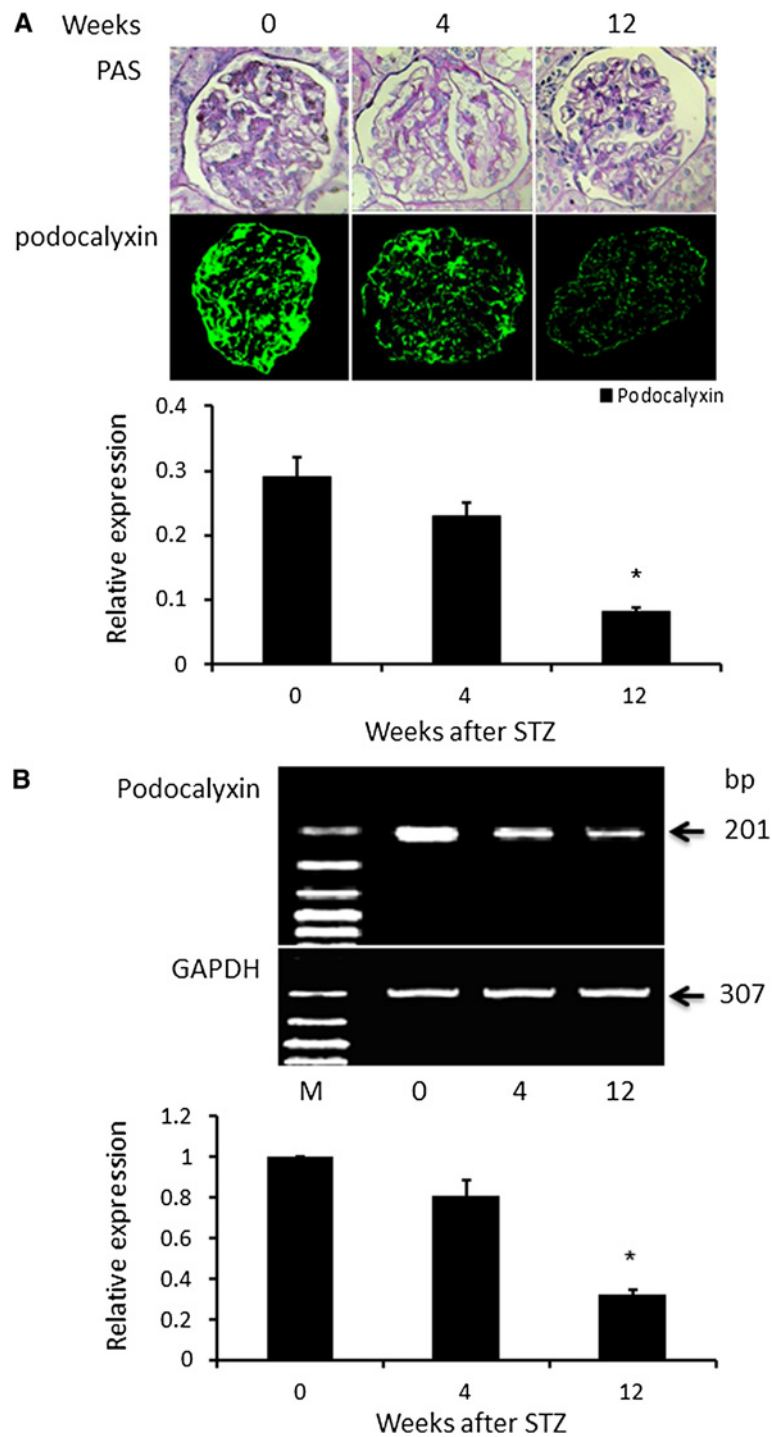 A Weeks 0 4 12
PAS
podocalyxin
Podocalyxin
0.4
0.3
0.2
0.1
0
Relative expression
*
0 4 12
Weeks after STZ
B Podocalyxin bp
201
GAPDH
307
M 0 4 12
1.2
1
0.8
0.6
0.4
0.2
0
Relative expression
*
0 4 12
Weeks after STZ